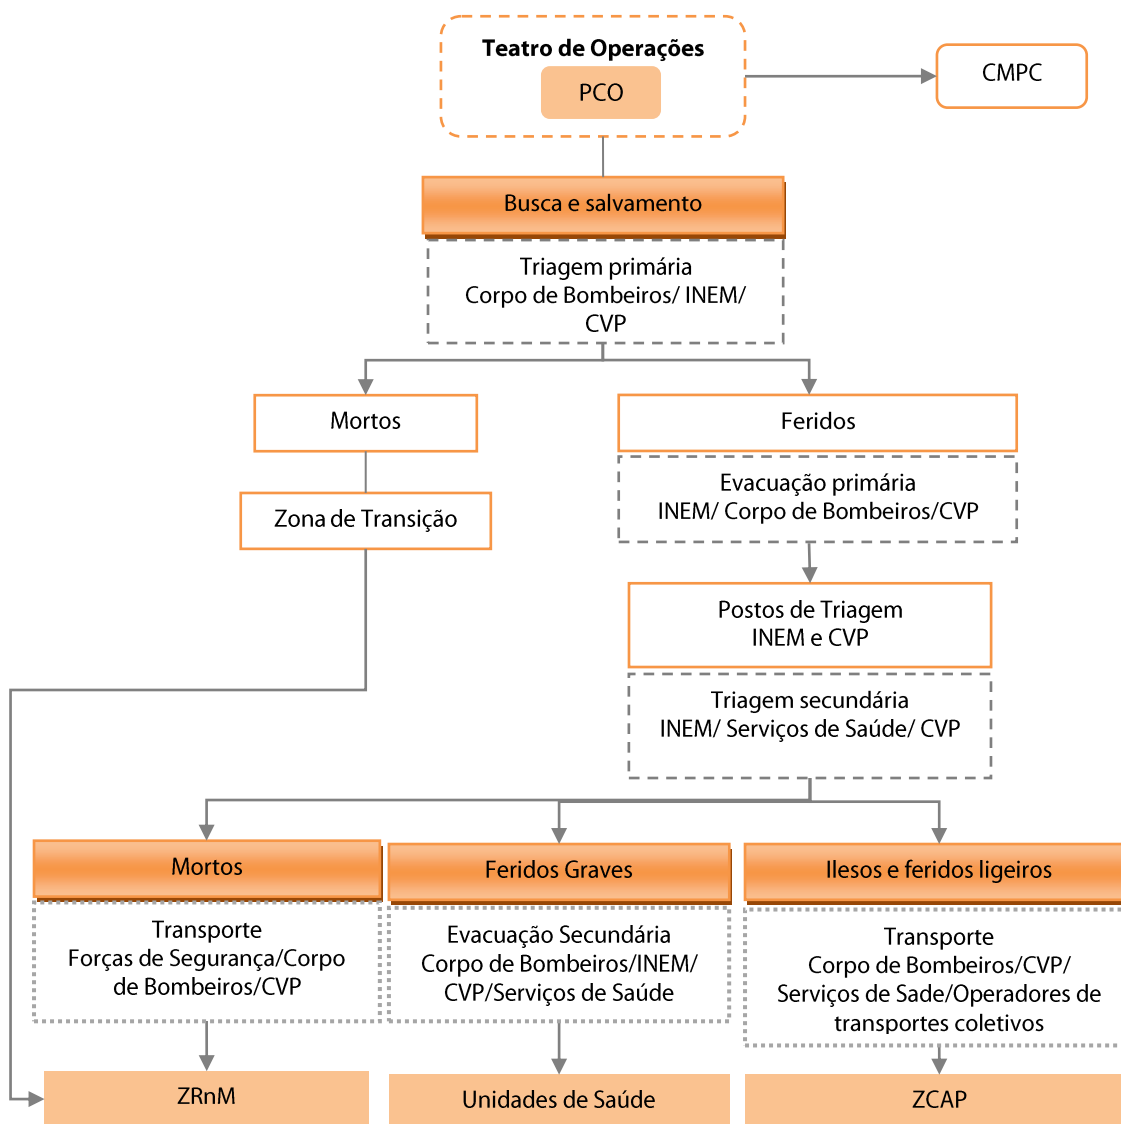 Teatro de Operações
PCO
CMPC
Busca e salvamento
Triagem primária
Corpo de Bombeiros/ INEM/
CVP
Mortos
Feridos
Evacuação primária
INEM/ Corpo de Bombeiros/CVP
Zona de Transição
Postos de Triagem
INEM e CVP
Triagem secundária
INEM/ Serviços de Saúde/ CVP
Mortos
Transporte
Forças de Segurança/Corpo
de Bombeiros/CVP
Feridos Graves
Evacuação Secundária
Corpo de Bombeiros/INEM/
CVP/Serviços de Saúde
Ilesos e feridos ligeiros
Transporte
Corpo de Bombeiros/CVP/
Serviços de Sade/Operadores de
transportes coletivos
ZRnM
Unidades de Saúde
ZCAP